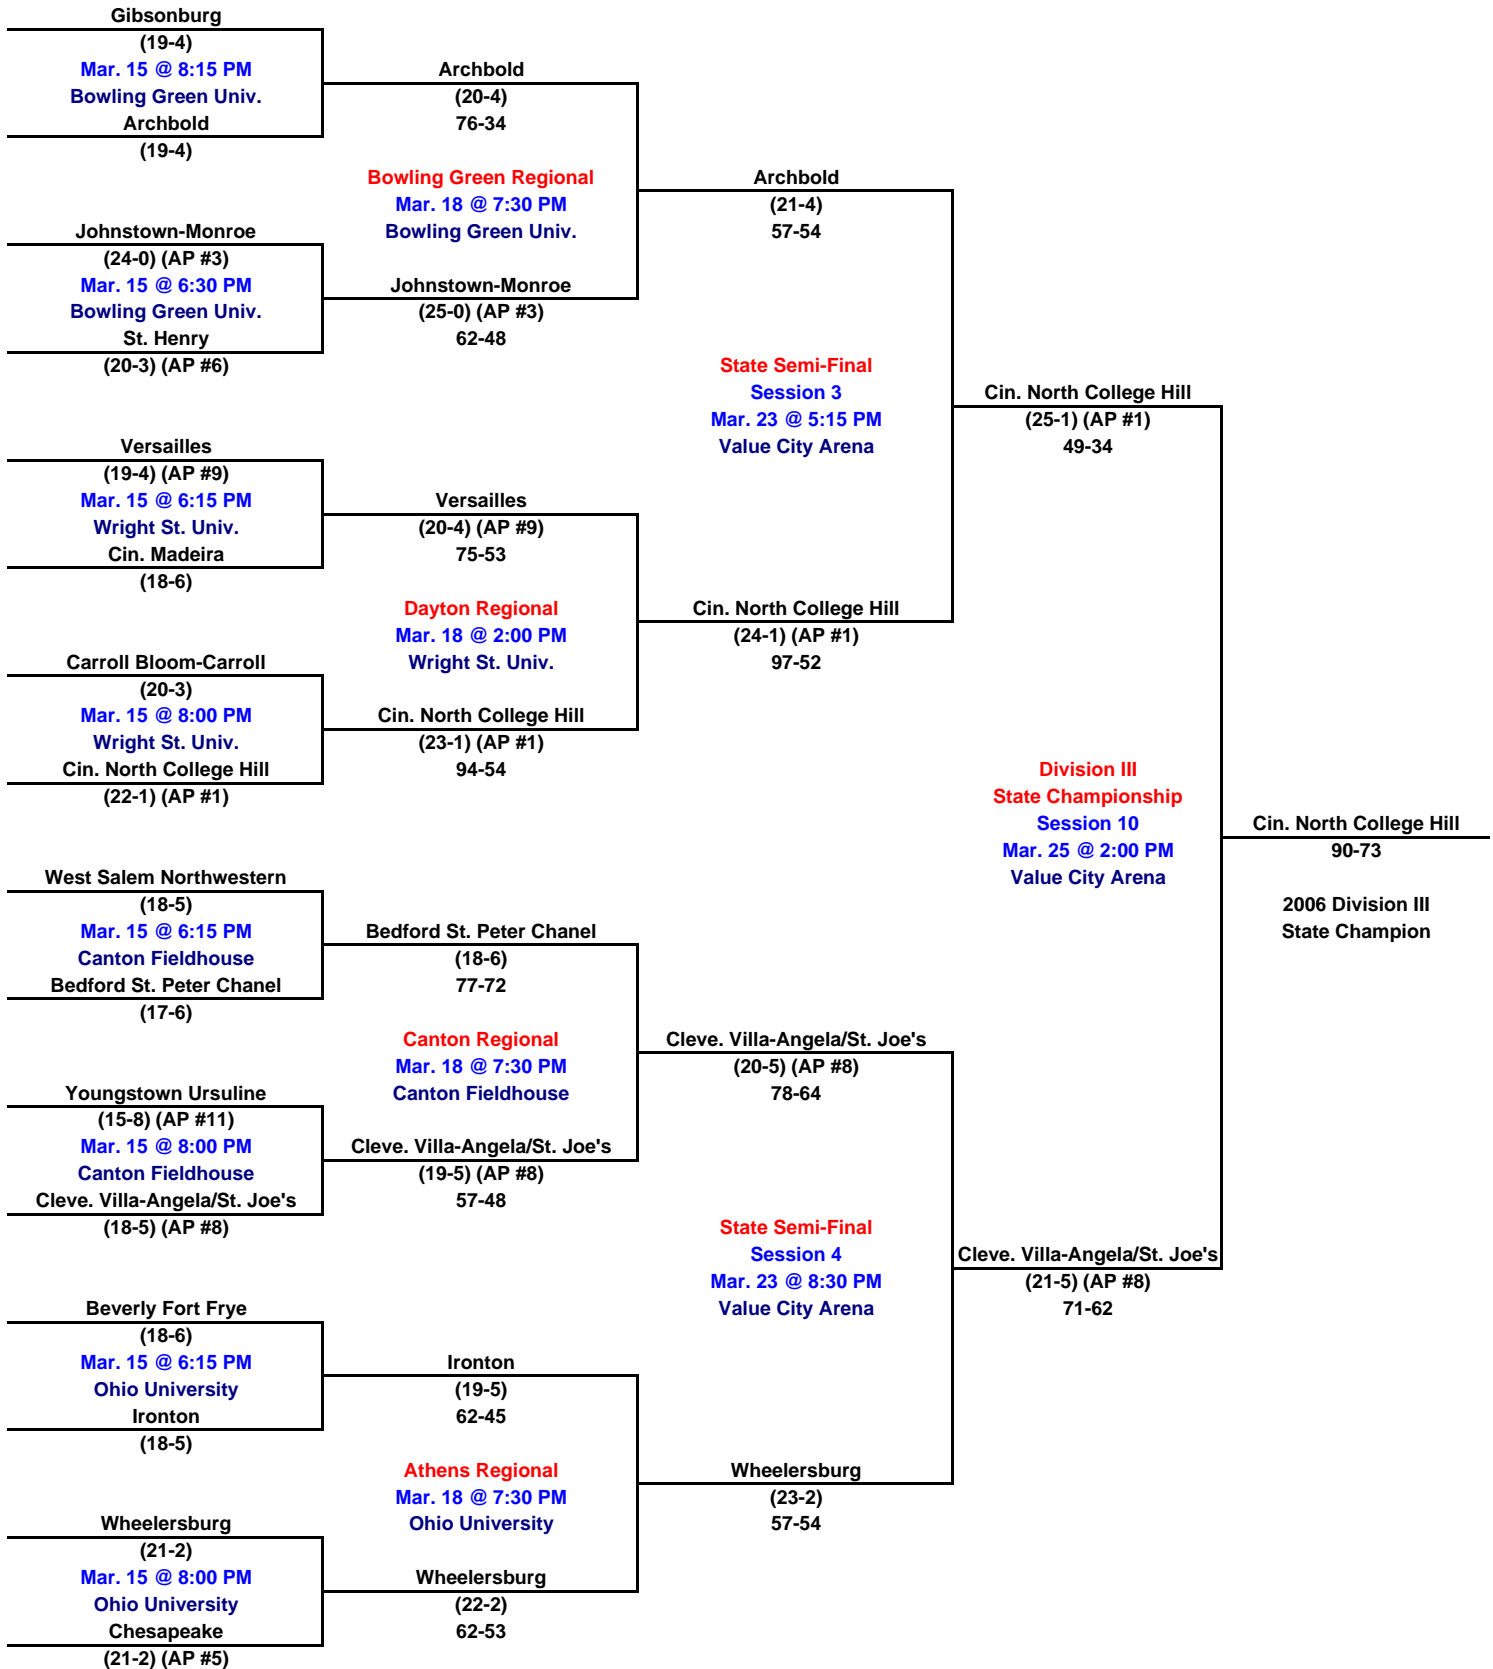 Gibsonburg
(19-4)
Mar. 15 @ 8:15 PM
Bowling Green Univ.
Archbold
(19-4)
Johnstown-Monroe
(24-0) (AP #3)
Mar. 15 @ 6:30 PM
Bowling Green Univ.
St. Henry
(20-3) (AP #6)
Versailles
(19-4) (AP #9)
Mar. 15 @ 6:15 PM
Wright St. Univ.
Cin. Madeira
(18-6)
Carroll Bloom-Carroll
(20-3)
Mar. 15 @ 8:00 PM
Wright St. Univ.
Cin. North College Hill
(22-1) (AP #1)
West Salem Northwestern
(18-5)
Mar. 15 @ 6:15 PM
Canton Fieldhouse
Bedford St. Peter Chanel
(17-6)
Youngstown Ursuline
(15-8) (AP #11)
Mar. 15 @ 8:00 PM
Canton Fieldhouse
Cleve. Villa-Angela/St. Joe's
(18-5) (AP #8)
Beverly Fort Frye
(18-6)
Mar. 15 @ 6:15 PM
Ohio University
Ironton
(18-5)
Wheelersburg
(21-2)
Mar. 15 @ 8:00 PM
Ohio University
Chesapeake
(21-2) (AP #5)
Archbold
(20-4)
76-34
Bowling Green Regional
Mar. 18 @ 7:30 PM
Bowling Green Univ.
Johnstown-Monroe
(25-0) (AP #3)
62-48
Versailles
(20-4) (AP #9)
75-53
Dayton Regional
Mar. 18 @ 2:00 PM
Wright St. Univ.
Cin. North College Hill
(23-1) (AP #1)
94-54
Bedford St. Peter Chanel
(18-6)
77-72
Canton Regional
Mar. 18 @ 7:30 PM
Canton Fieldhouse
Cleve. Villa-Angela/St. Joe's
(19-5) (AP #8)
57-48
Ironton
(19-5)
62-45
Athens Regional
Mar. 18 @ 7:30 PM
Ohio University
Wheelersburg
(22-2)
62-53
Archbold
(21-4)
57-54
State Semi-Final
Session 3
Mar. 23 @ 5:15 PM
Value City Arena
Cin. North College Hill
(24-1) (AP #1)
97-52
Cleve. Villa-Angela/St. Joe's
(20-5) (AP #8)
78-64
State Semi-Final
Session 4
Mar. 23 @ 8:30 PM
Value City Arena
Wheelersburg
(23-2)
57-54
Cin. North College Hill
(25-1) (AP #1)
49-34
Division III
State Championship
Session 10
Mar. 25 @ 2:00 PM
Value City Arena
Cleve. Villa-Angela/St. Joe's
(21-5) (AP #8)
71-62
Cin. North College Hill
90-73
2006 Division III
State Champion